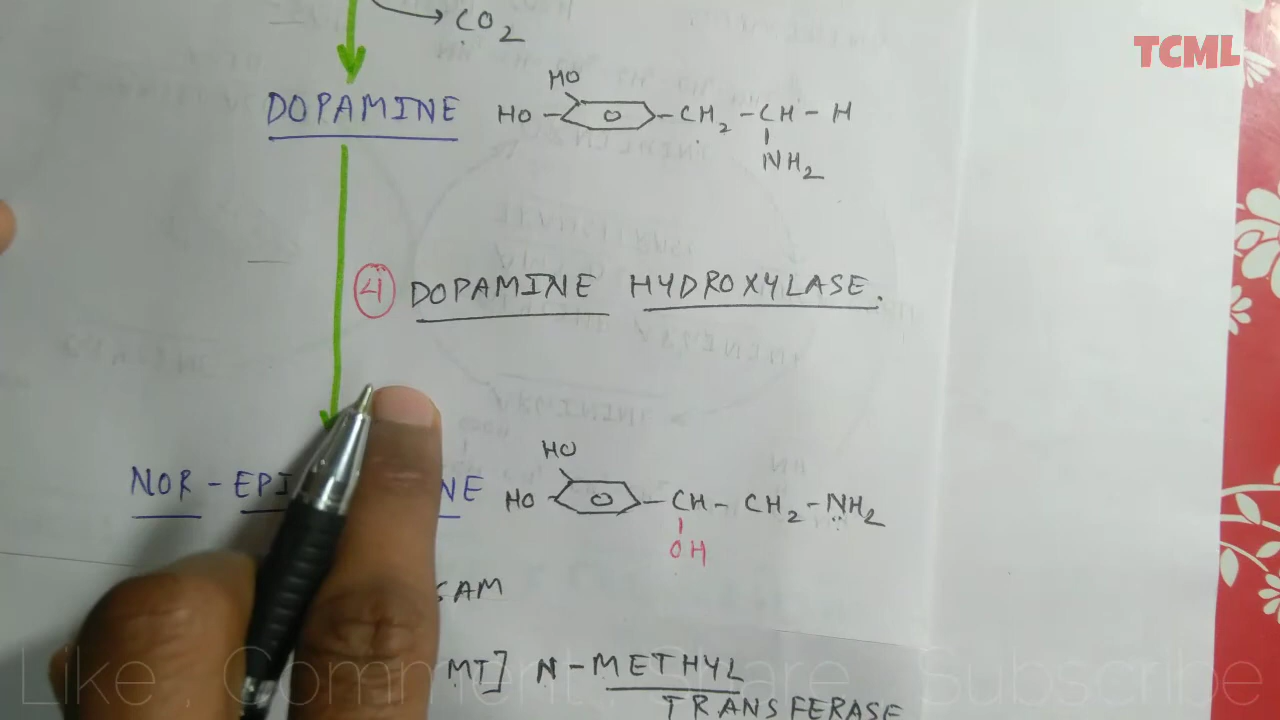 CO2
TCML
HO
DOPAMINE HO CH2-CH-H
NH2
4 DOPAMINE HYDROXYLASE.
HO
NOR-EPI NE HO CH-CH2-NH2
OH
SAM
Like, Comment, Share, Subscribe
MT] N-METHYL
TRANSFERASE